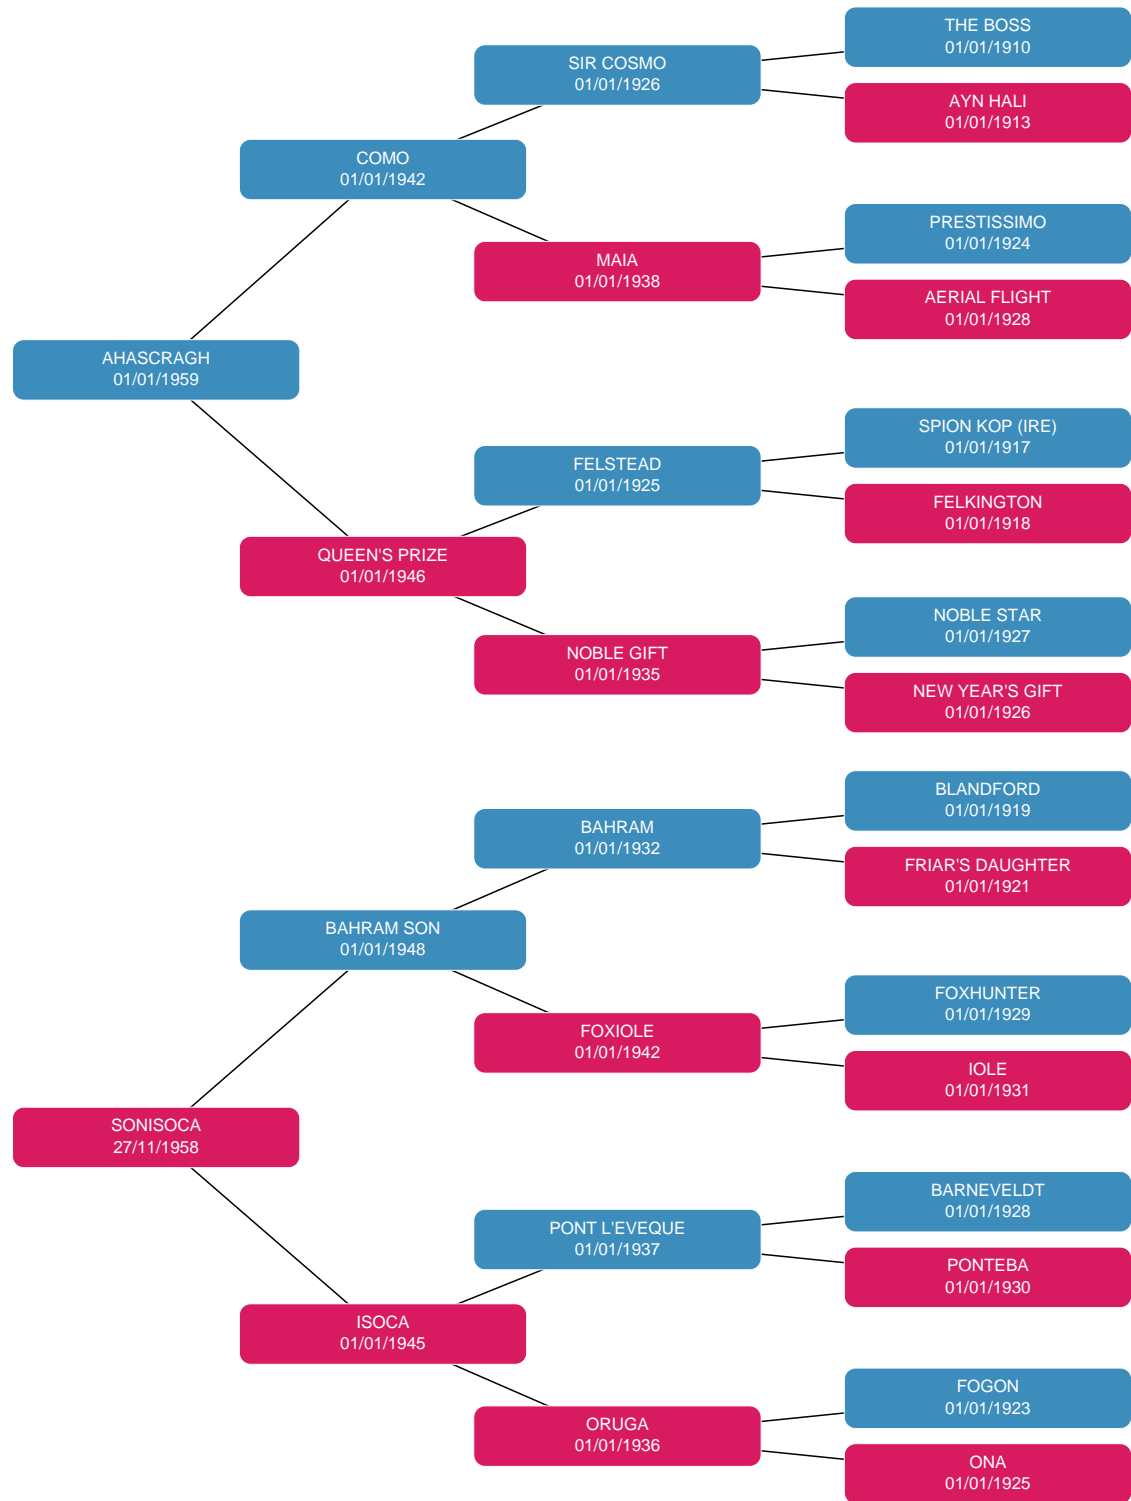 THE BOSS
01/01/1910
SIR COSMO
01/01/1926
AYN HALI
01/01/1913
COMO
01/01/1942
PRESTISSIMO
01/01/1924
MAIA
01/01/1938
AERIAL FLIGHT
01/01/1928
AHASCRAGH
01/01/1959
SPION KOP (IRE)
01/01/1917
FELSTEAD
01/01/1925
FELKINGTON
01/01/1918
QUEEN'S PRIZE
01/01/1946
NOBLE STAR
01/01/1927
NOBLE GIFT
01/01/1935
NEW YEAR'S GIFT
01/01/1926
BLANDFORD
01/01/1919
BAHRAM
01/01/1932
FRIAR'S DAUGHTER
01/01/1921
BAHRAM SON
01/01/1948
FOXHUNTER
01/01/1929
FOXIOLE
01/01/1942
IOLE
01/01/1931
SONISOCA
27/11/1958
BARNEVELDT
01/01/1928
PONT L'EVEQUE
01/01/1937
PONTEBA
01/01/1930
ISOCA
01/01/1945
FOGON
01/01/1923
ORUGA
01/01/1936
ONA
01/01/1925